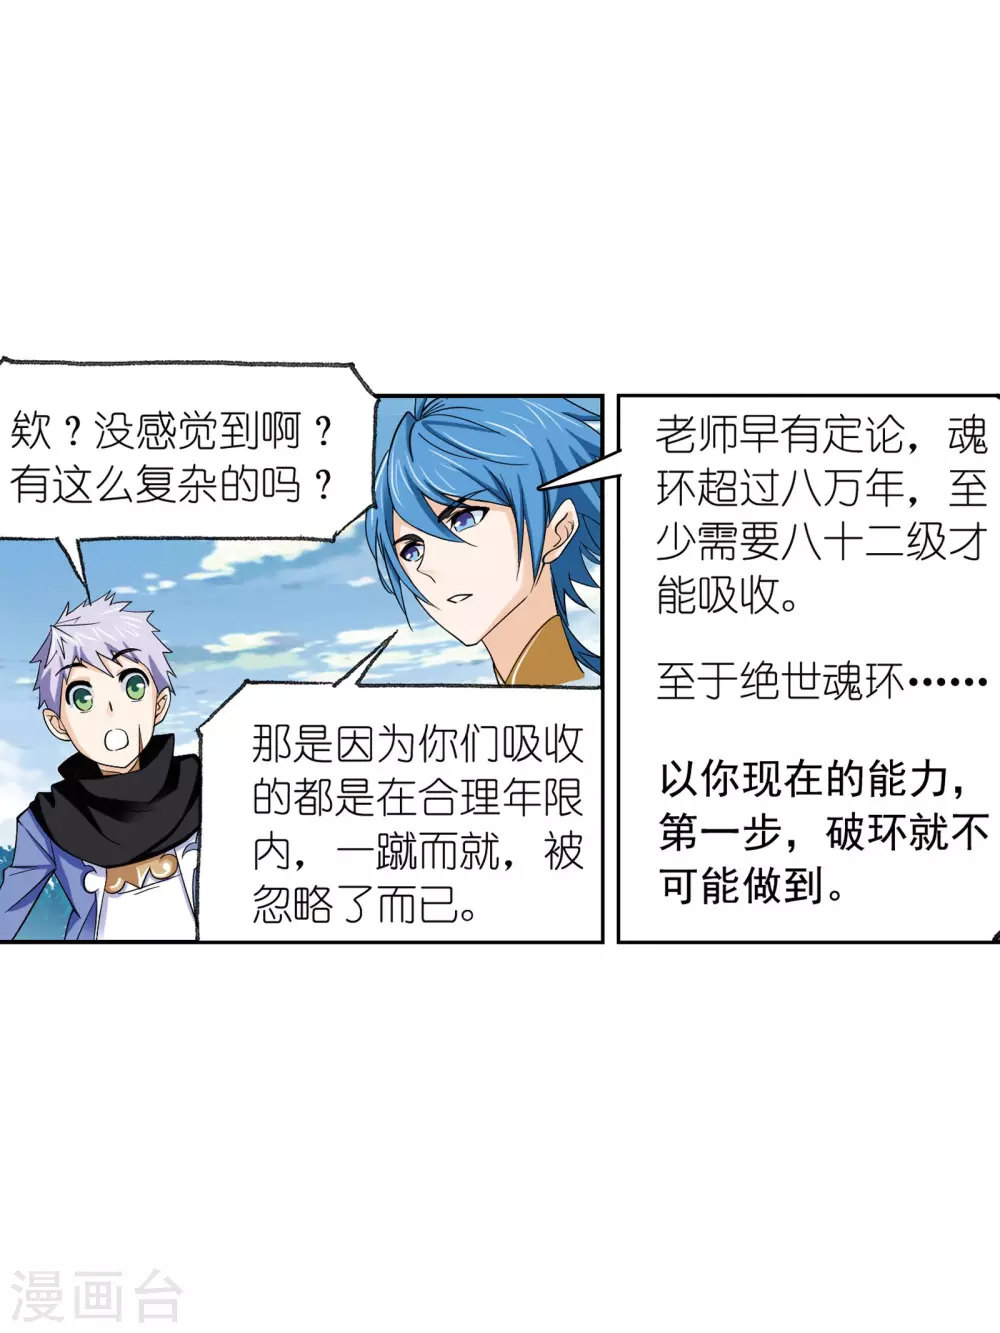 欸？没感觉到啊？
有这么复杂的吗？
那是因为你们吸收
的都是在合理年限
内，一蹴而就，被
忽略了而已。
老师早有定论，魂
环超过八万年，至
少需要八十二级才
能吸收。
至于绝世魂环······
以你现在的能力，
第一步，破环就不
可能做到。
漫画台